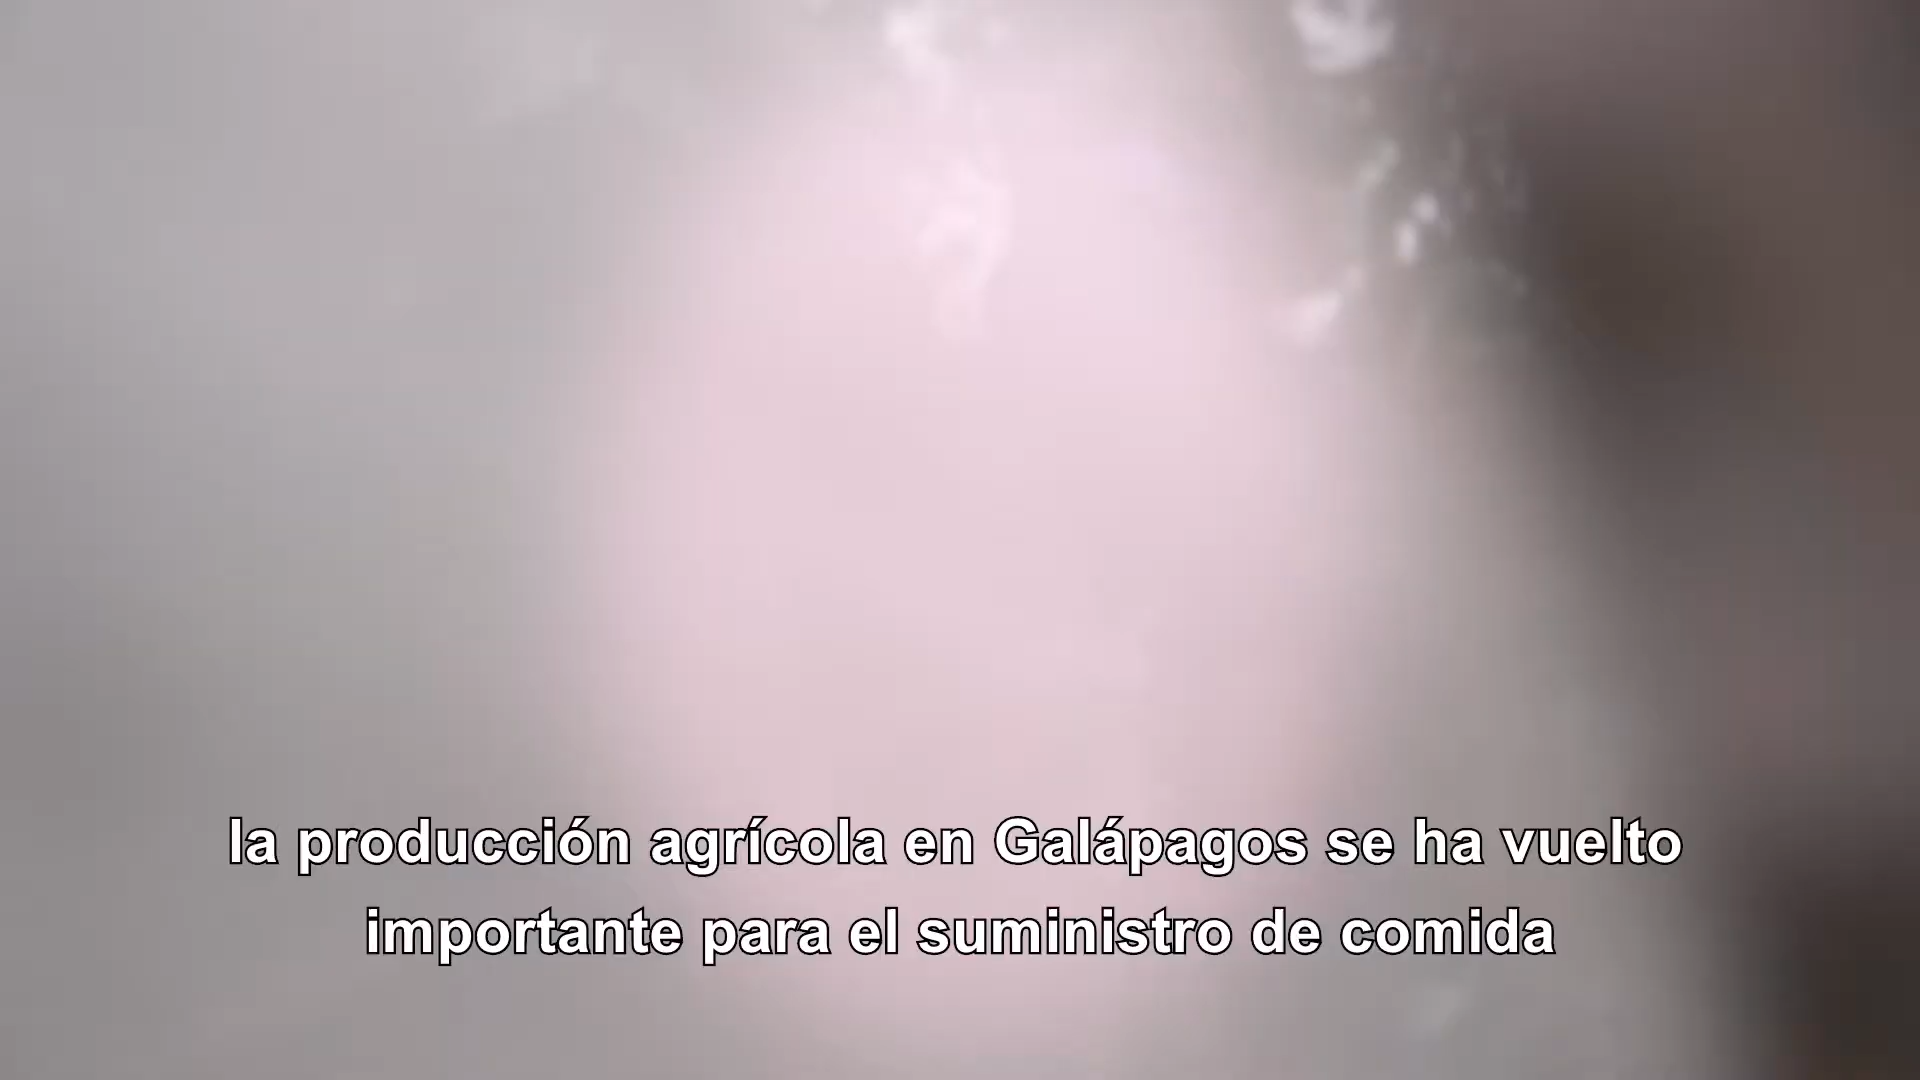 la producción agrícola en Galápagos se ha vuelto
importante para el suministro de comida